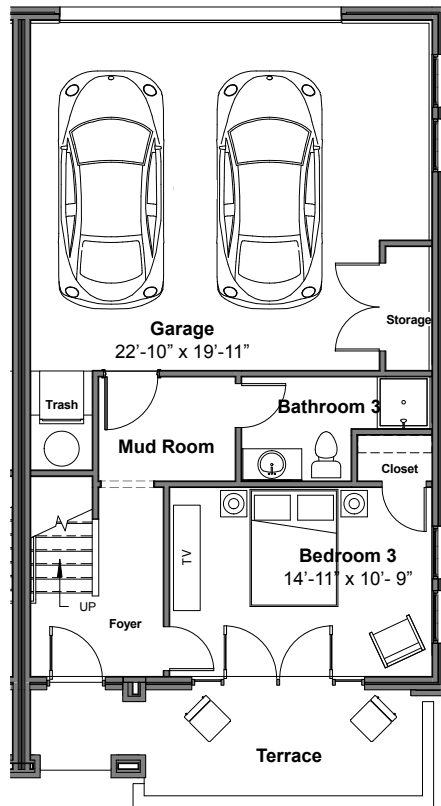 Garage
22’-10” x 19’-11”
Storage
Trash
Bathroom 3
Mud Room
Closet
TV
Bedroom 3
14’-11” x 10’- 9”
UP
Foyer
Terrace